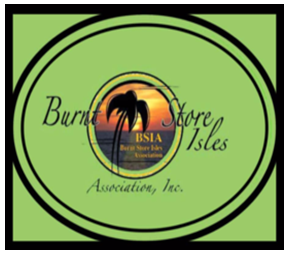 Burnt Store
Isles
BSIA
Burnt Store Isles
Association
Association, Inc.